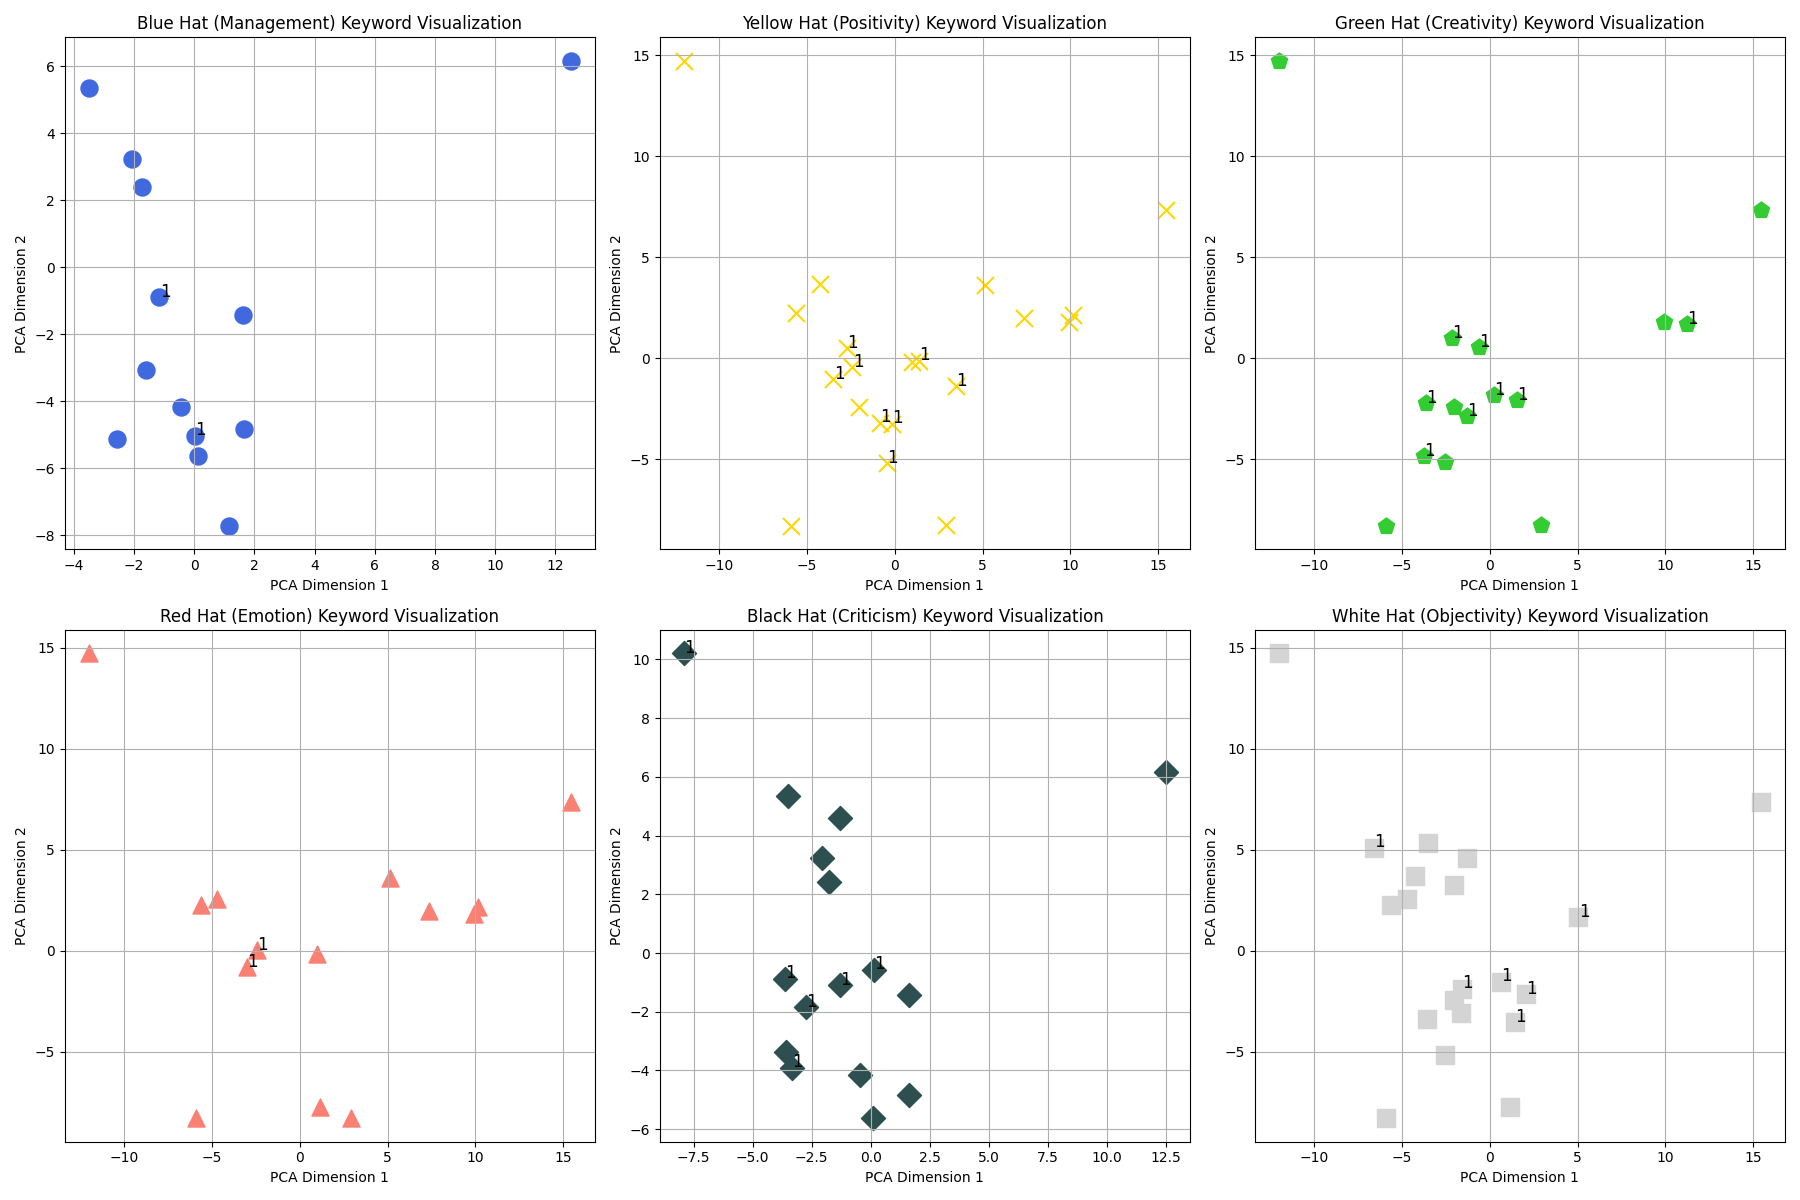 Blue Hat (Management) Keyword Visualization
6
4
2
0
−2
−4
−6
−8
PCA Dimension 2
1
1
−4 −2 0 2 4 6 8 10 12
PCA Dimension 1
Yellow Hat (Positivity) Keyword Visualization
15
10
5
0
−5
PCA Dimension 2
1
1
1
1
1
1
1
1
−10 −5 0 5 10 15
PCA Dimension 1
Green Hat (Creativity) Keyword Visualization
15
10
5
0
−5
PCA Dimension 2
1
1
1
1
1
1
1
1
−10 −5 0 5 10 15
PCA Dimension 1
Red Hat (Emotion) Keyword Visualization
15
10
5
0
−5
PCA Dimension 2
1
1
−10 −5 0 5 10 15
PCA Dimension 1
Black Hat (Criticism) Keyword Visualization
10
8
6
4
2
0
−2
−4
−6
PCA Dimension 2
1
1
1
1
1
1
−7.5 −5.0 −2.5 0.0 2.5 5.0 7.5 10.0 12.5
PCA Dimension 1
White Hat (Objectivity) Keyword Visualization
15
10
5
0
−5
PCA Dimension 2
1
1
1
1
1
1
−10 −5 0 5 10 15
PCA Dimension 1